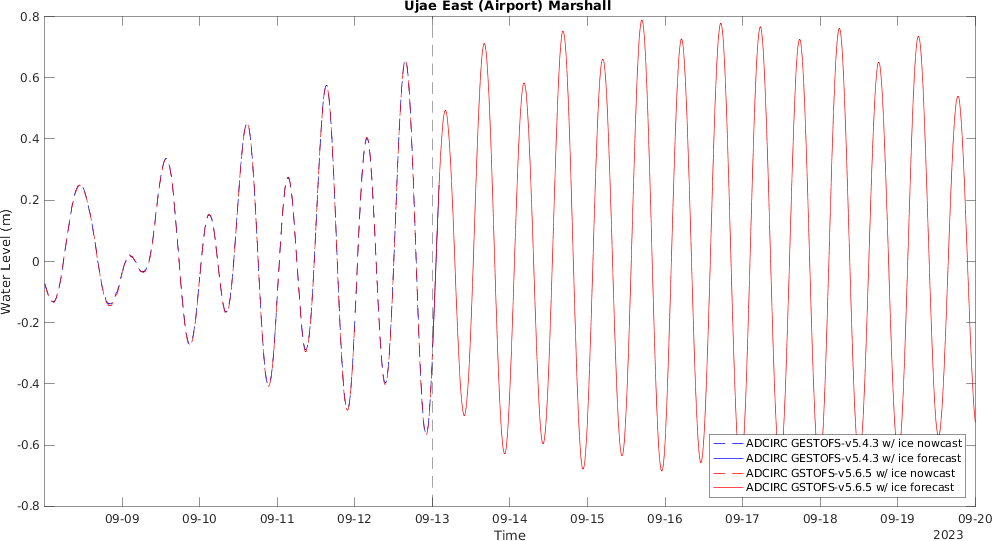 Ujae East (Airport) Marshall
0.8
0.6
0.4
0.2
0
-0.2
-0.4
-0.6
-0.8
Water Level (m)
09-09 09-10 09-11 09-12 09-13 09-14 09-15 09-16 09-17 09-18 09-19 09-20
Time
2023
ADCIRC GESTOFS-v5.4.3 w/ ice nowcast
ADCIRC GESTOFS-v5.4.3 w/ ice forecast
ADCIRC GSTOFS-v5.6.5 w/ ice nowcast
ADCIRC GSTOFS-v5.6.5 w/ ice forecast